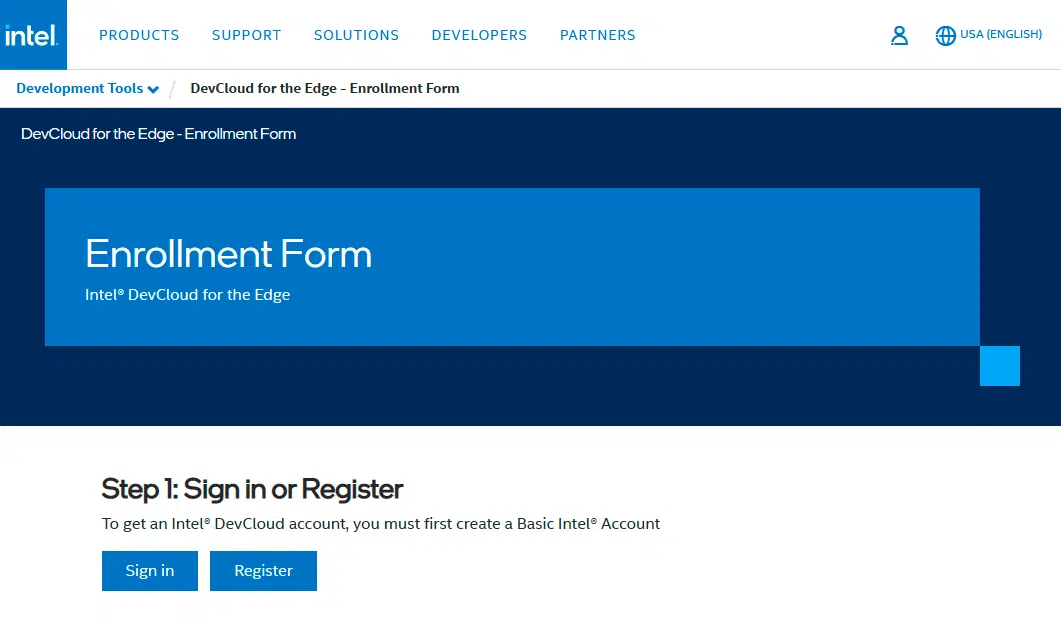 intel.
PRODUCTS SUPPORT SOLUTIONS DEVELOPERS PARTNERS USA (ENGLISH)
Development Tools / DevCloud for the Edge - Enrollment Form
DevCloud for the Edge - Enrollment Form
Enrollment Form
Intel® DevCloud for the Edge
Step 1: Sign in or Register
To get an Intel® DevCloud account, you must first create a Basic Intel® Account
Sign in Register